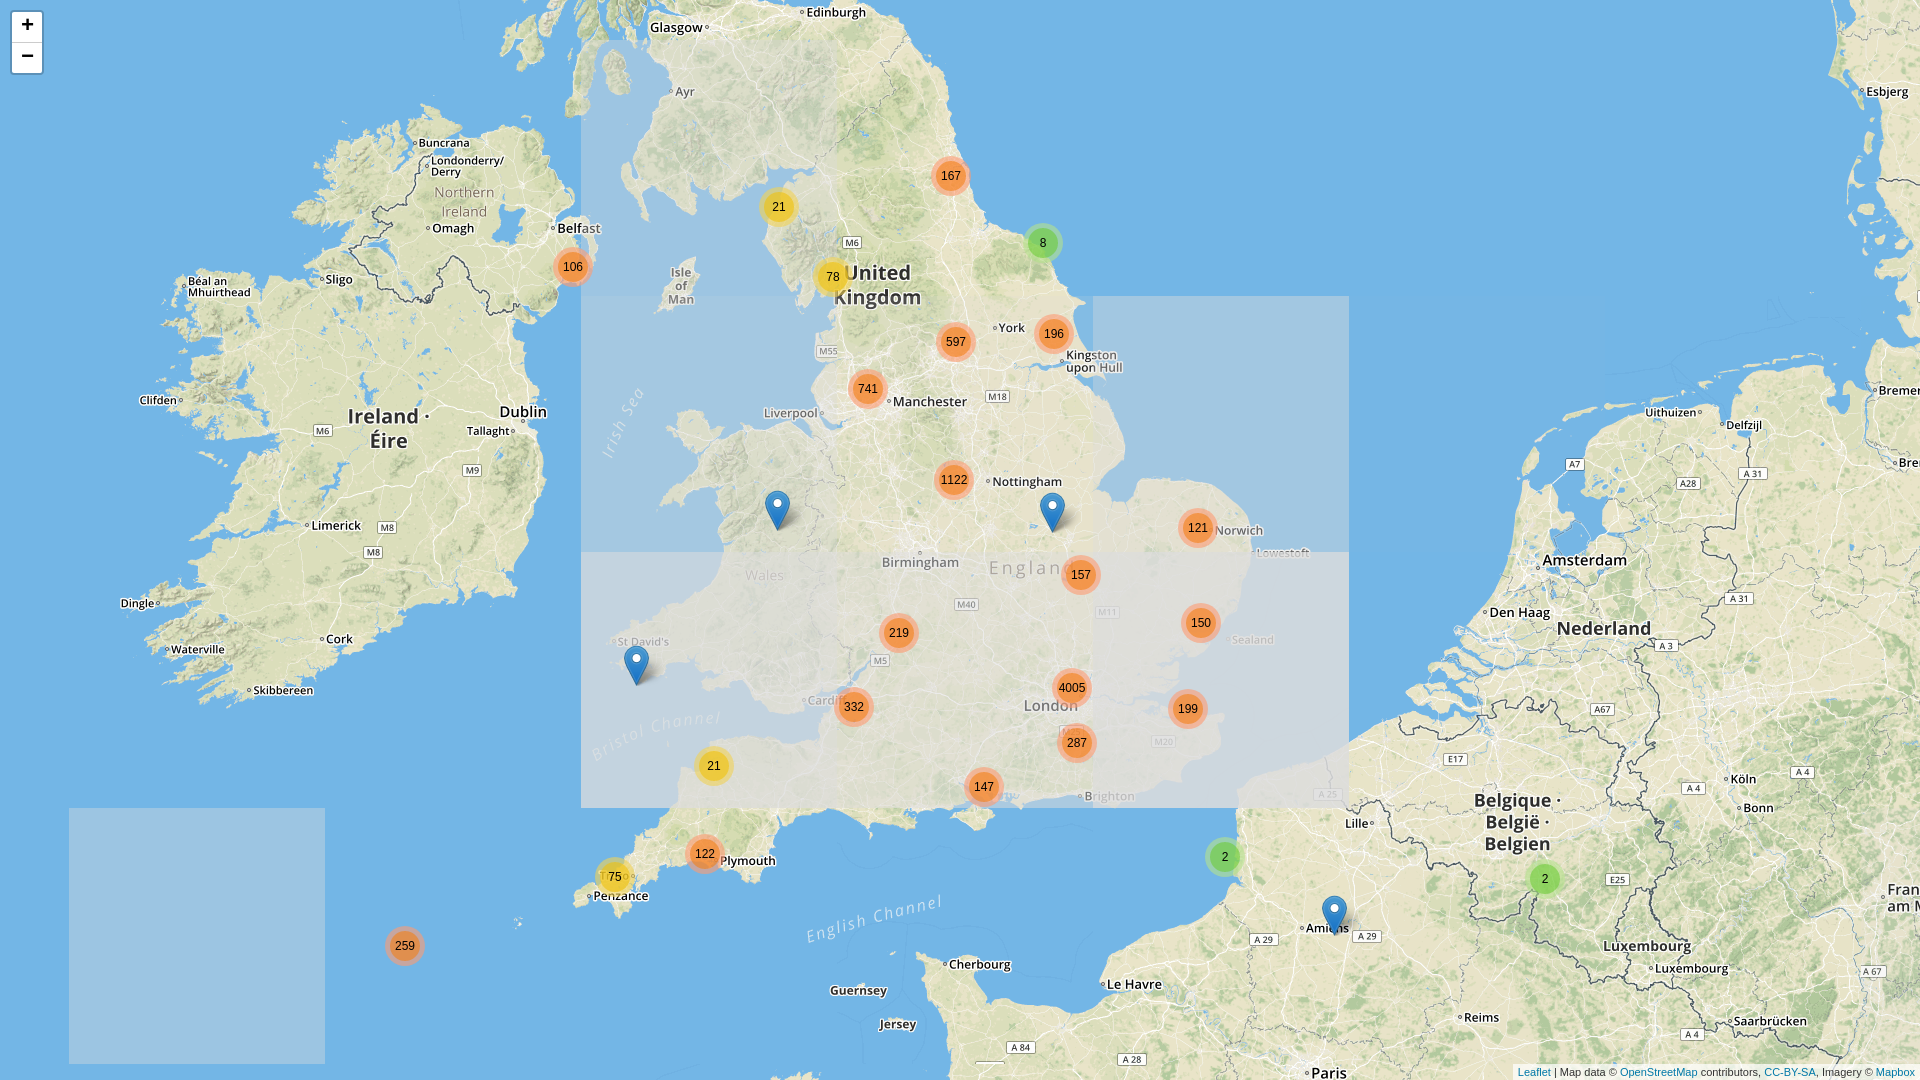 +
−
Glasgow
Edinburgh
Ayr
Esbjerg
Buncrana
Londonderry/
Derry
Northern
Ireland
Omagh
Belfast
167
21
8
M6
106
78
United
Kingdom
Isle
of
Man
Sligo
Béal an
Mhuirthead
York
196
597
Kingston
upon Hull
M55
741
Manchester
M18
Liverpool
Irish Sea
Clifden
Ireland ·
Éire
Dublin
Tallaght
M6
M9
Uithuizen
Delfzijl
Bremer
Bre
A7
A 31
A28
1122
Nottingham
Limerick
M8
M8
121
Norwich
Lowestoft
Birmingham
Wales
Englan
157
Amsterdam
A 31
Den Haag
Nederland
A 3
Dingle
Cork
Waterville
Skibbereen
M40
M11
150
Sealand
219
St David's
M5
4005
London
199
287
M20
Cardiff
332
Bristol Channel
A67
E17
21
147
Brighton
A 25
Köln
A 4
A 4
Bonn
Belgique ·
België ·
Belgien
Lille
122
Plymouth
75
Penzance
2
2
E25
Fran
am M
259
English Channel
Amiens
A 29
A 29
Luxembourg
Luxembourg
A 67
Cherbourg
Le Havre
Guernsey
Jersey
Reims
Saarbrücken
A 4
A 84
A 28
Paris
Leaflet | Map data © OpenStreetMap contributors, CC-BY-SA, Imagery © Mapbox